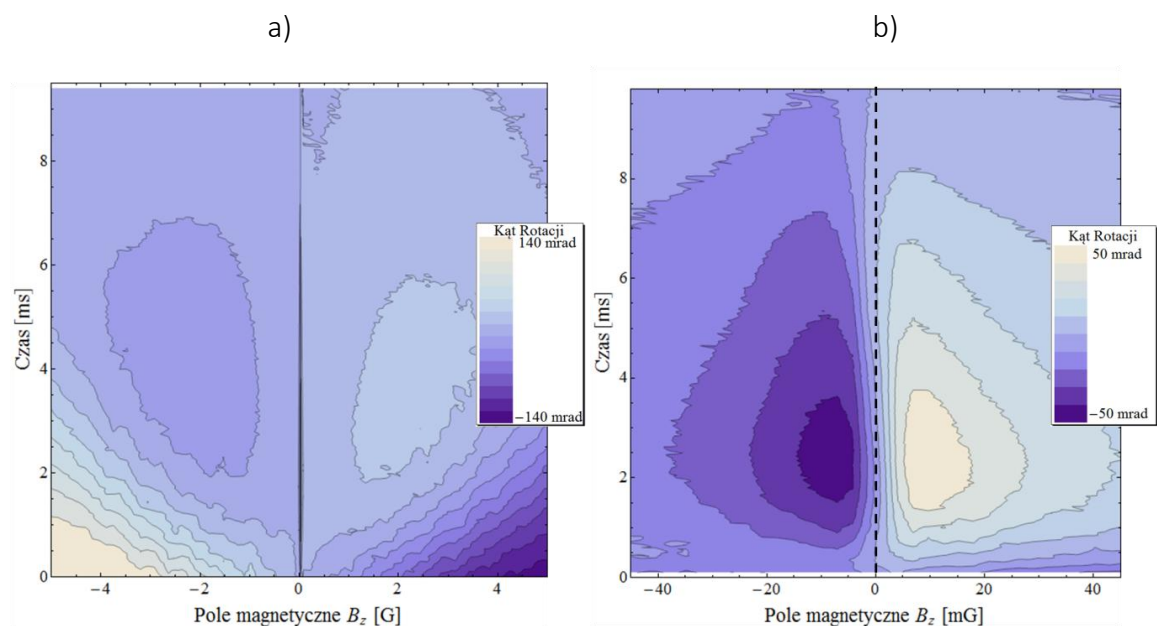 a)
b)
Czas [ms]
8
6
4
2
0
−4
−2
0
2
4
Pole magnetyczne B_z [G]
Kąt Rotacji
140 mrad
−140 mrad
Czas [ms]
8
6
4
2
0
−40
−20
0
20
40
Pole magnetyczne B_z [mG]
Kąt Rotacji
50 mrad
−50 mrad